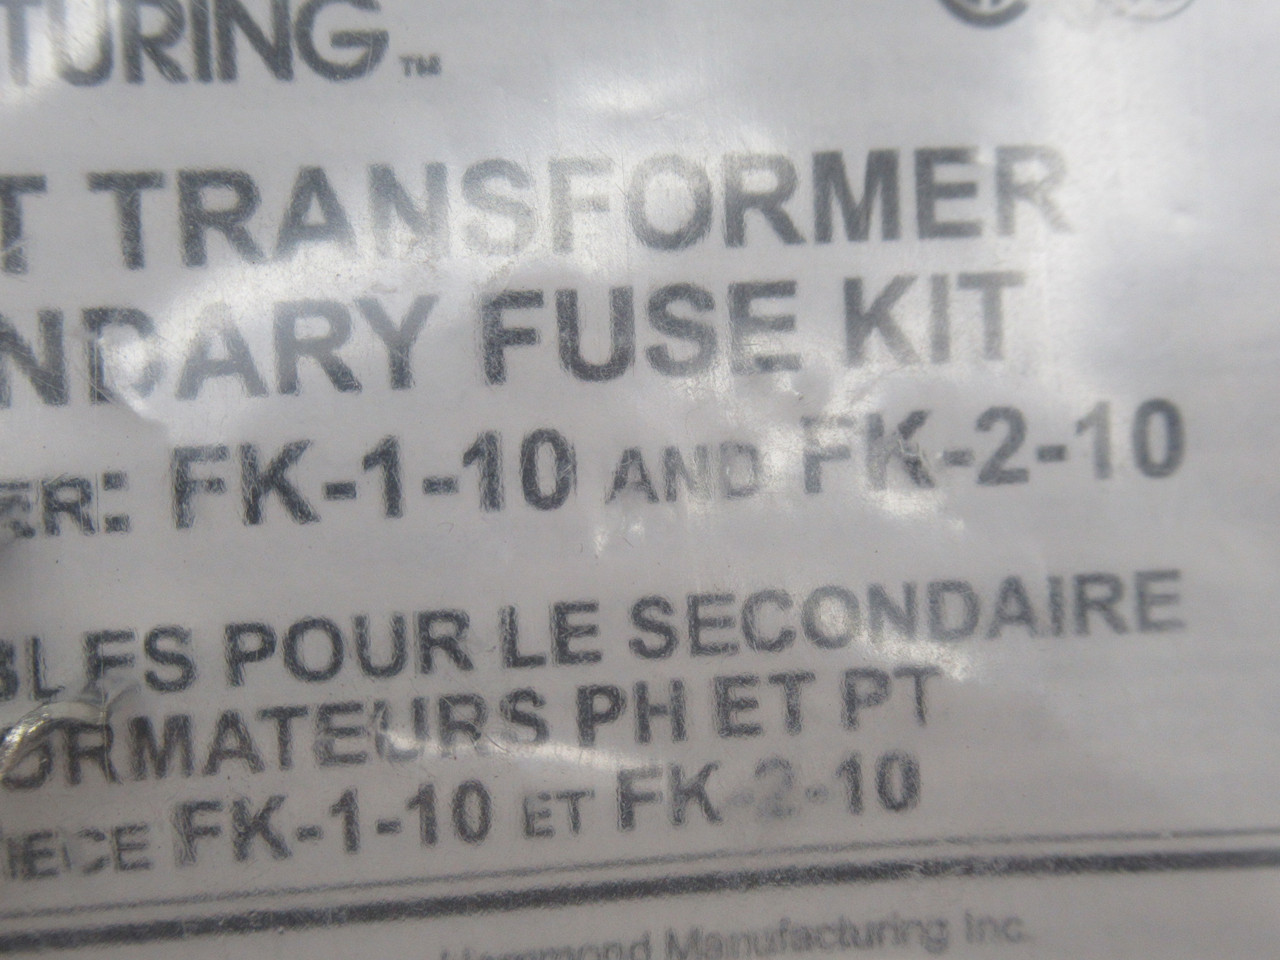 TURING™
T TRANSFORMER
NDARY FUSE KIT
ER: FK-1-10 AND FK-2-10
BLES POUR LE SECONDAIRE
ORMATEURS PH ET PT
IECE FK-1-10 ET FK-2-10
Hammond Manufacturing Inc.